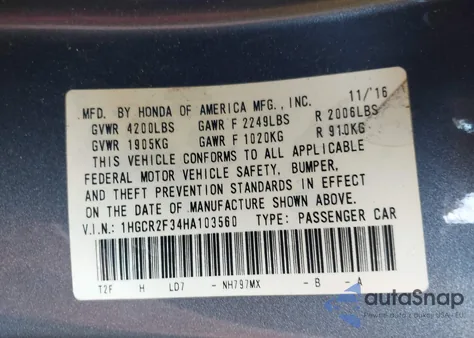 MFD. BY HONDA OF AMERICA MFG., INC. 11/16
GVWR 4200LBS GAWR F 2249LBS R 2006LBS
GVWR 1905KG GAWR F 1020KG R 910KG
THIS VEHICLE CONFORMS TO ALL APPLICABLE
FEDERAL MOTOR VEHICLE SAFETY, BUMPER,
AND THEFT PREVENTION STANDARDS IN EFFECT
ON THE DATE OF MANUFACTURE SHOWN ABOVE.
V.I.N.: 1HGCR2F34HA103560 TYPE: PASSENGER CAR
T2F H LD7 -NH797MX -B -A
autoSnap